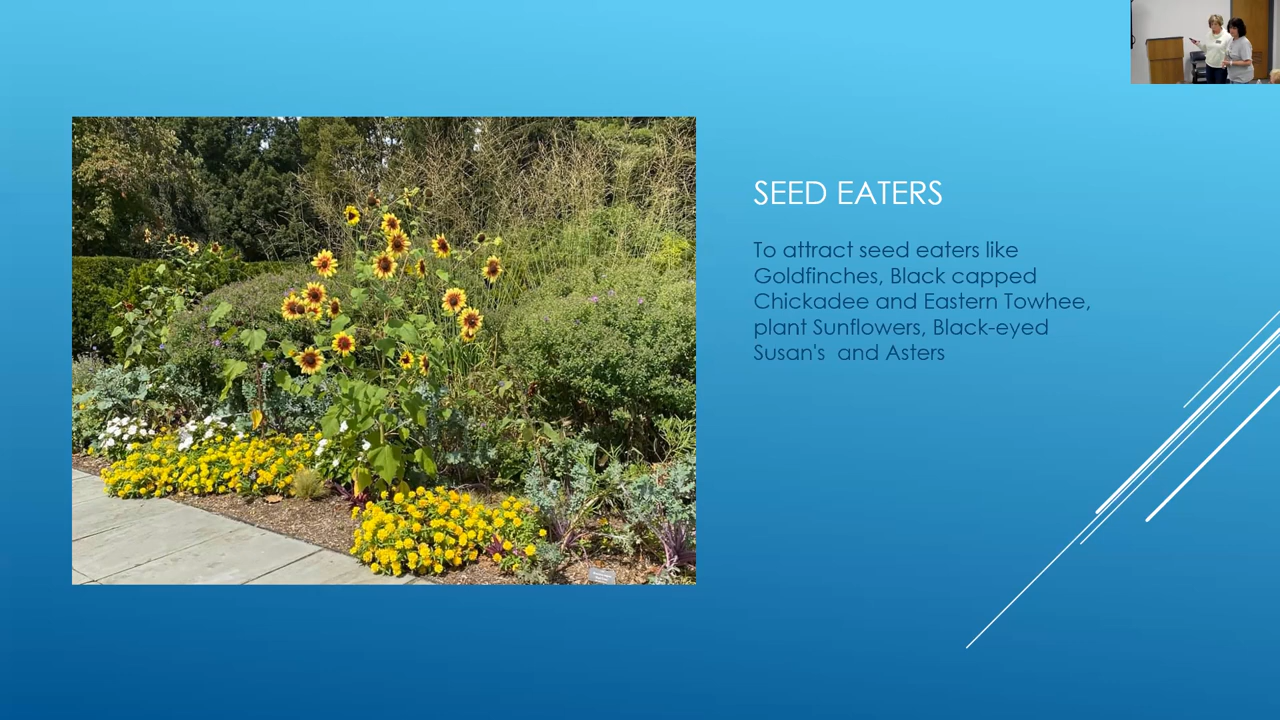 SEED EATERS
To attract seed eaters like
Goldfinches, Black capped
Chickadee and Eastern Towhee,
plant Sunflowers, Black-eyed
Susan's  and Asters